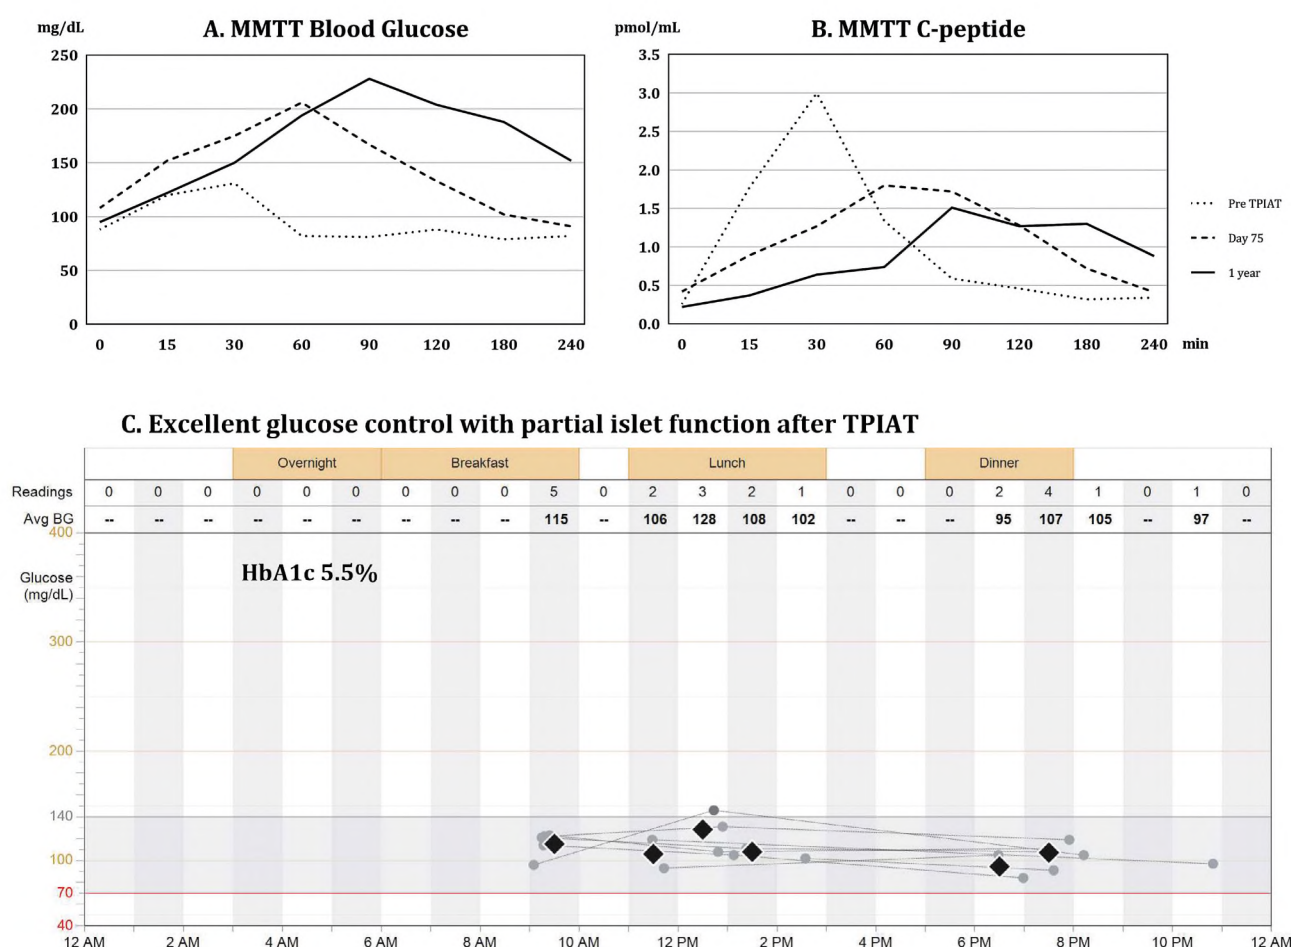 mg/dL A. MMTT Blood Glucose
250
200
150
100
50
0
0 15 30 60 90 120 180 240
pmol/mL B. MMTT C-peptide
3.5
3.0
2.5
2.0
1.5
1.0
0.5
0.0
0 15 30 60 90 120 180 240 min
Pre TPIAT
Day 75
1 year
C. Excellent glucose control with partial islet function after TPIAT
Overnight Breakfast Lunch Dinner
Readings 0 0 0 0 0 0 0 0 0 5 0 2 3 2 1 0 0 0 2 4 1 0 1 0
Avg BG -- -- -- -- -- -- -- -- -- 115 -- 106 128 108 102 -- -- -- 95 107 105 -- 97 --
400
HbA1c 5.5%
Glucose
(mg/dL)
300
200
140
100
70
40
12 AM 2 AM 4 AM 6 AM 8 AM 10 AM 12 PM 2 PM 4 PM 6 PM 8 PM 10 PM 12 AM